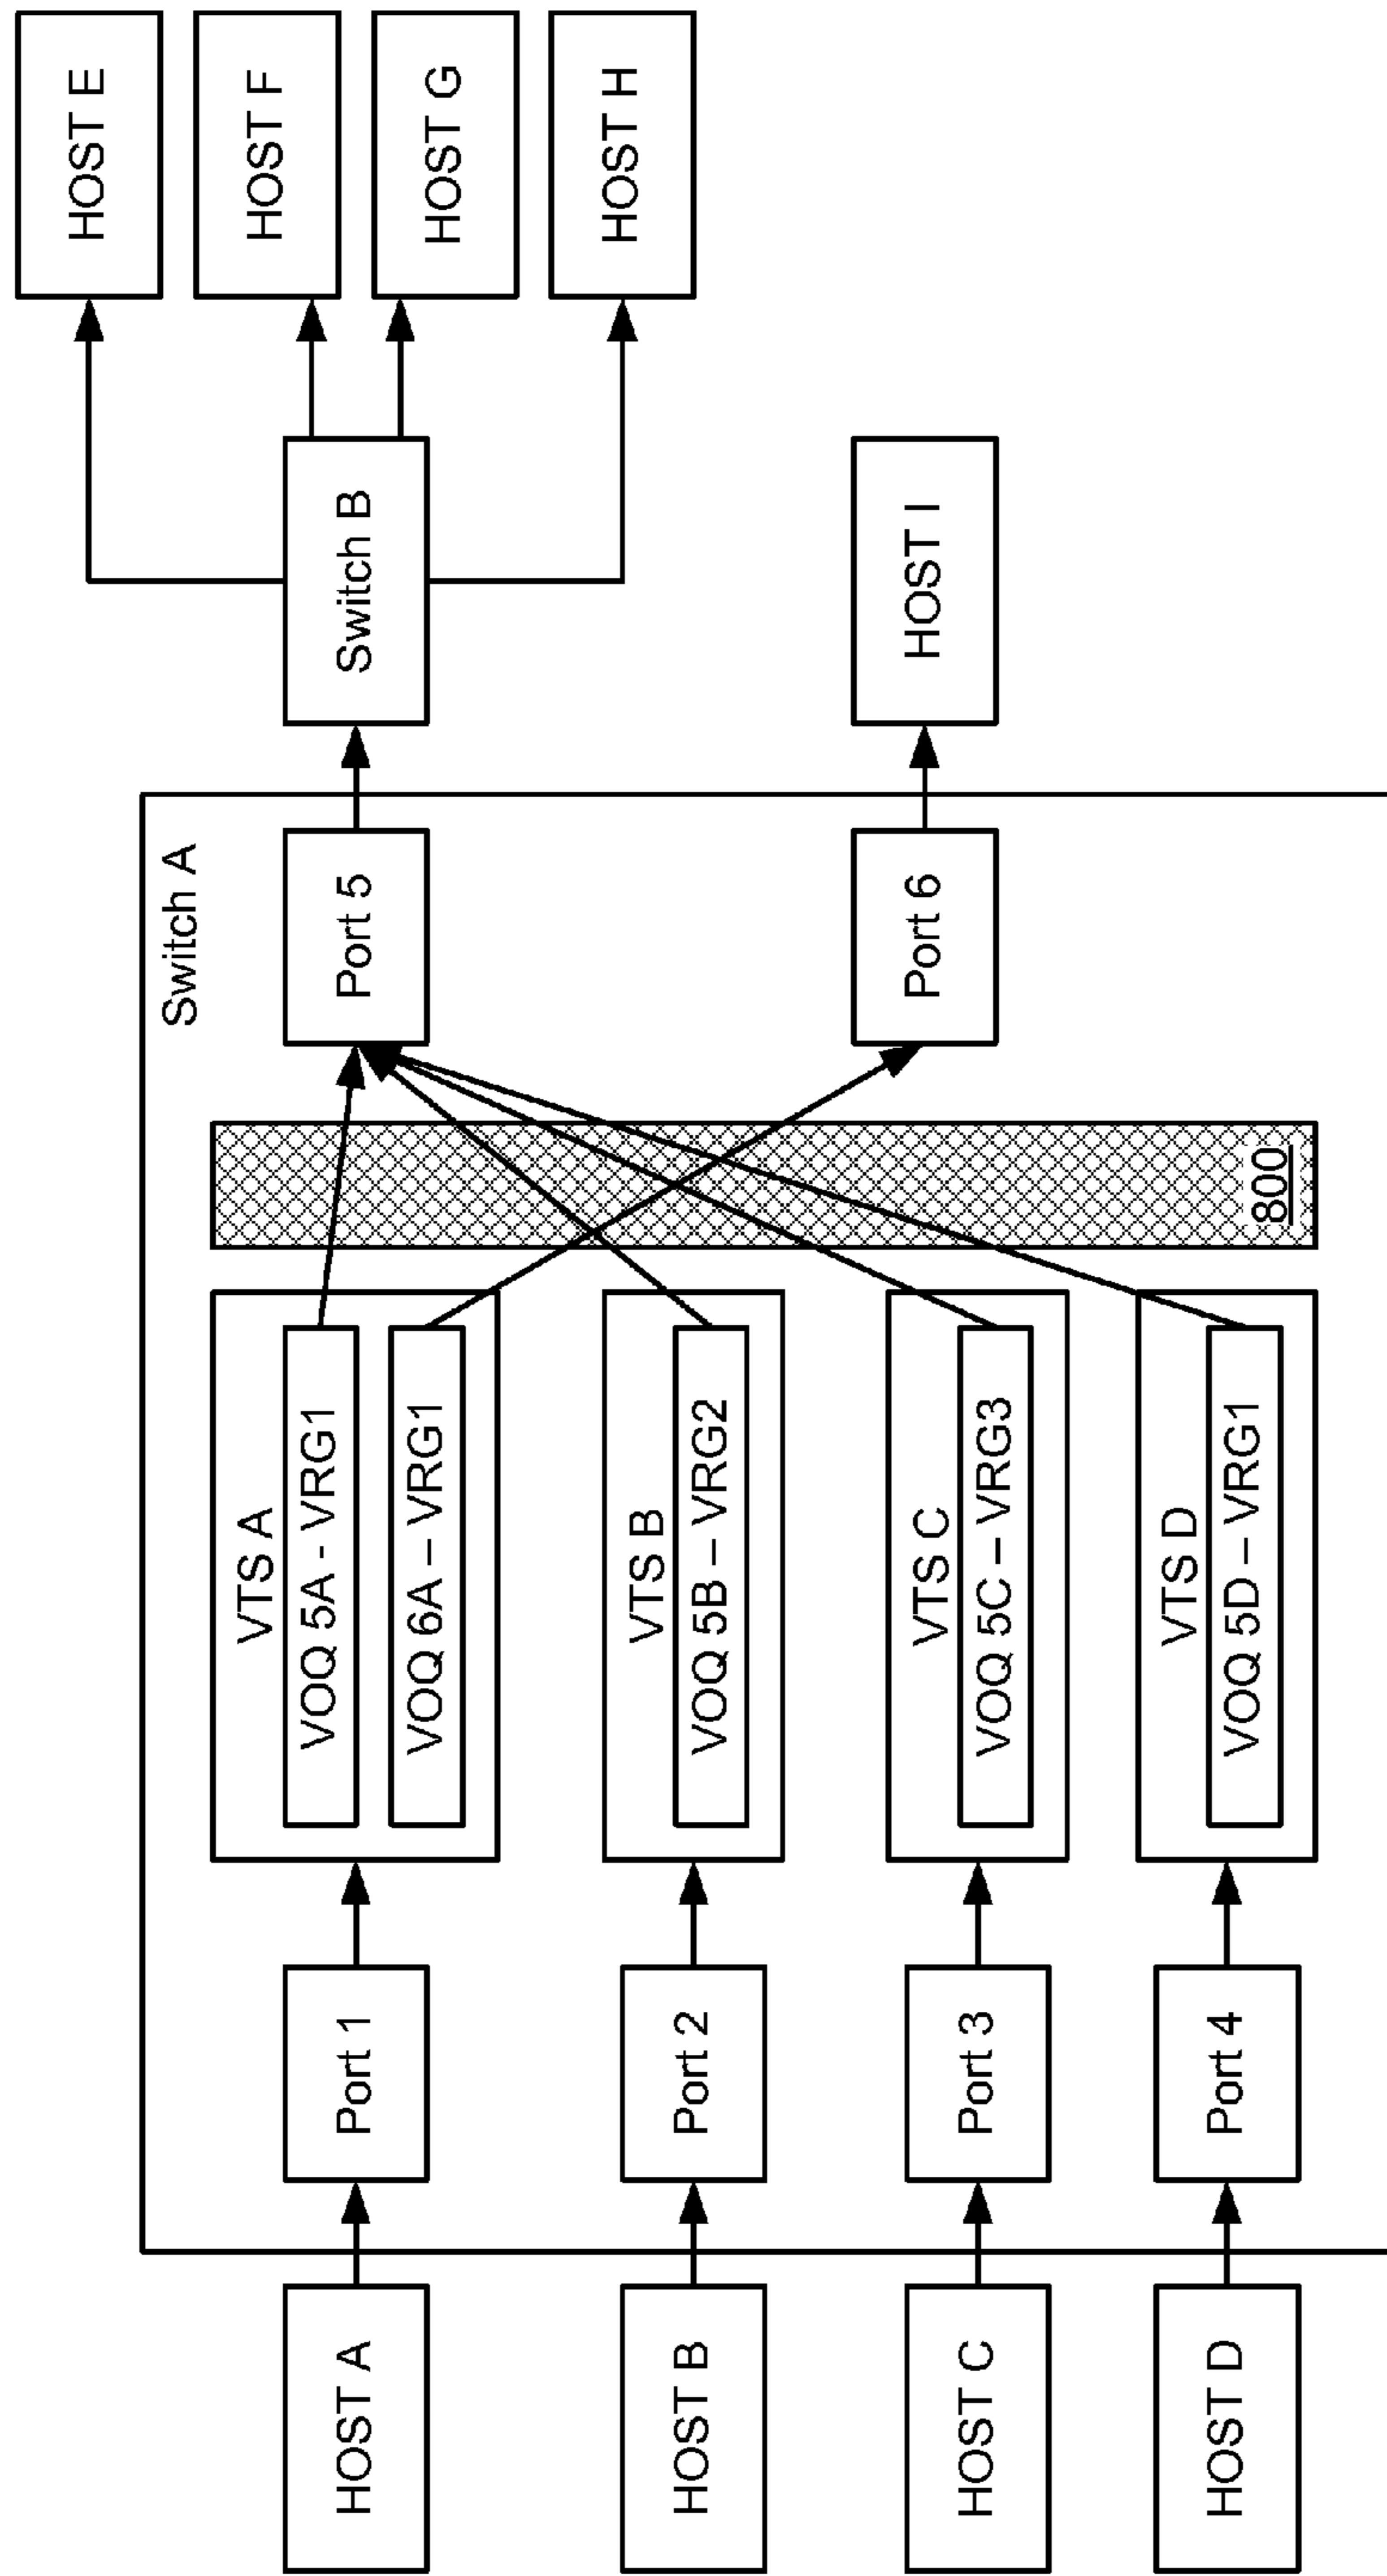 Switch A
HOST A
Port 1
VTS A
VOQ 5A - VRG1
VOQ 6A – VRG1
Port 5
Switch B
HOST E
HOST F
HOST G
HOST H
HOST B
Port 2
VTS B
VOQ 5B – VRG2
HOST C
Port 3
VTS C
VOQ 5C – VRG3
Port 6
HOST I
HOST D
Port 4
VTS D
VOQ 5D – VRG1
800